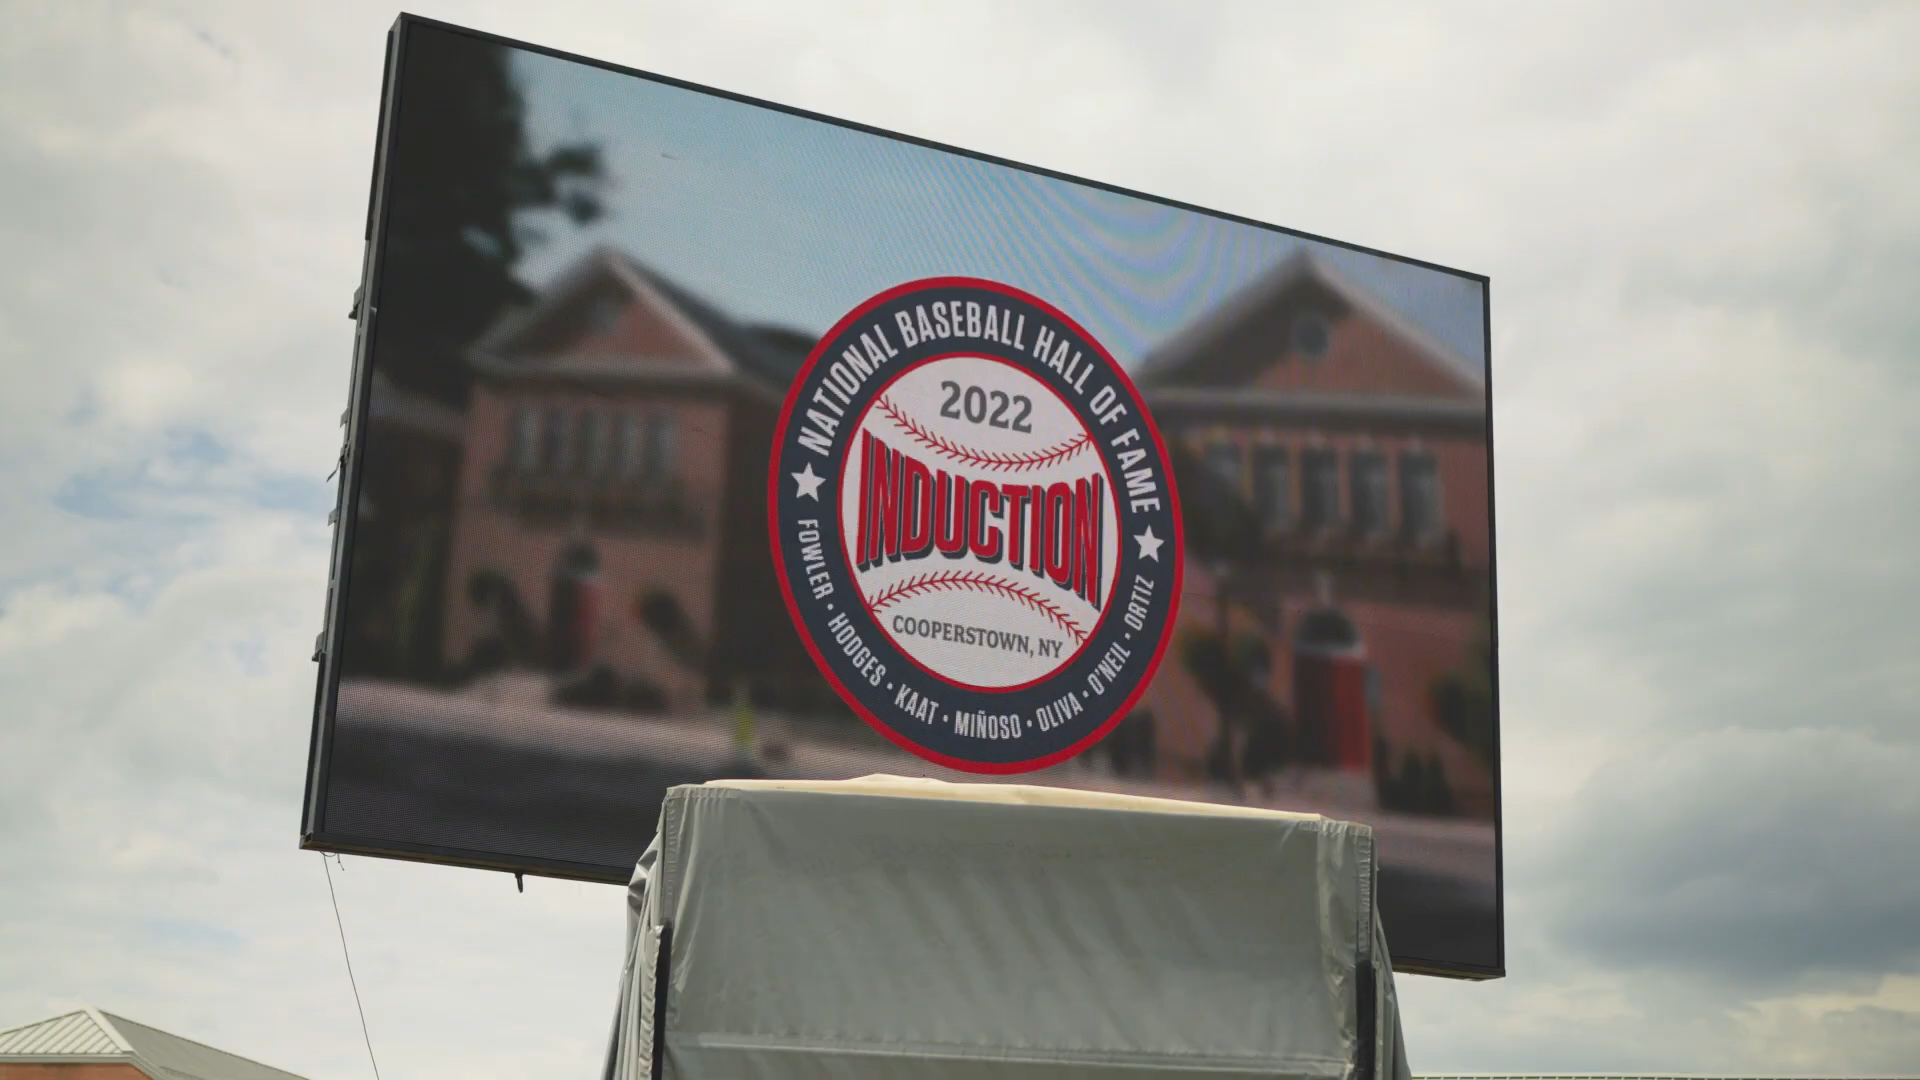 NATIONAL BASEBALL HALL OF FAME
2022
INDUCTION
COOPERSTOWN, NY
FOWLER • HODGES • KAAT • MIÑOSO • OLIVA • O'NEIL • ORTIZ